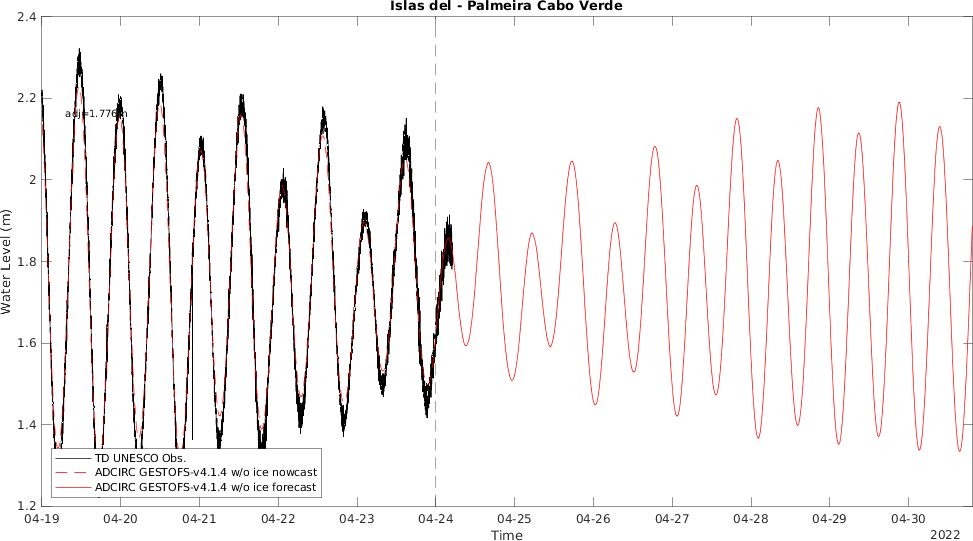 Islas del - Palmeira Cabo Verde
2.4
2.2
2
1.8
1.6
1.4
1.2
Water Level (m)
adj=1.776m
TD UNESCO Obs.
ADCIRC GESTOFS-v4.1.4 w/o ice nowcast
ADCIRC GESTOFS-v4.1.4 w/o ice forecast
04-19 04-20 04-21 04-22 04-23 04-24 04-25 04-26 04-27 04-28 04-29 04-30
Time
2022